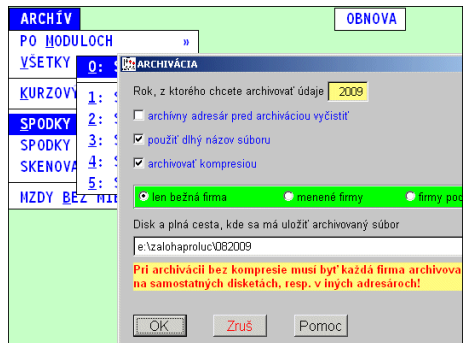 ARCHÍV
OBNOVA
PO MODULOCH »
VŠETKY
0: S
ARCHIVÁCIA
KURZOVÝ
1: S
Rok, z ktorého chcete archivovať údaje 2009
archívny adresár pred archiváciou vyčistiť
SPODKY
2: S
použiť dlhý názov súboru
SPODKY
3: S
archivovať kompresiou
SKENOVA
4: S
5: S
MZDY BEZ MIE
len bežná firma
menené firmy
firmy pod
Disk a plná cesta, kde sa má uložiť archivovaný súbor
e:\zalohaproluc\082009
Pri archivácii bez kompresie musí byť každá firma archivova
na samostatných disketách, resp. v iných adresároch!
OK
Zruš
Pomoc